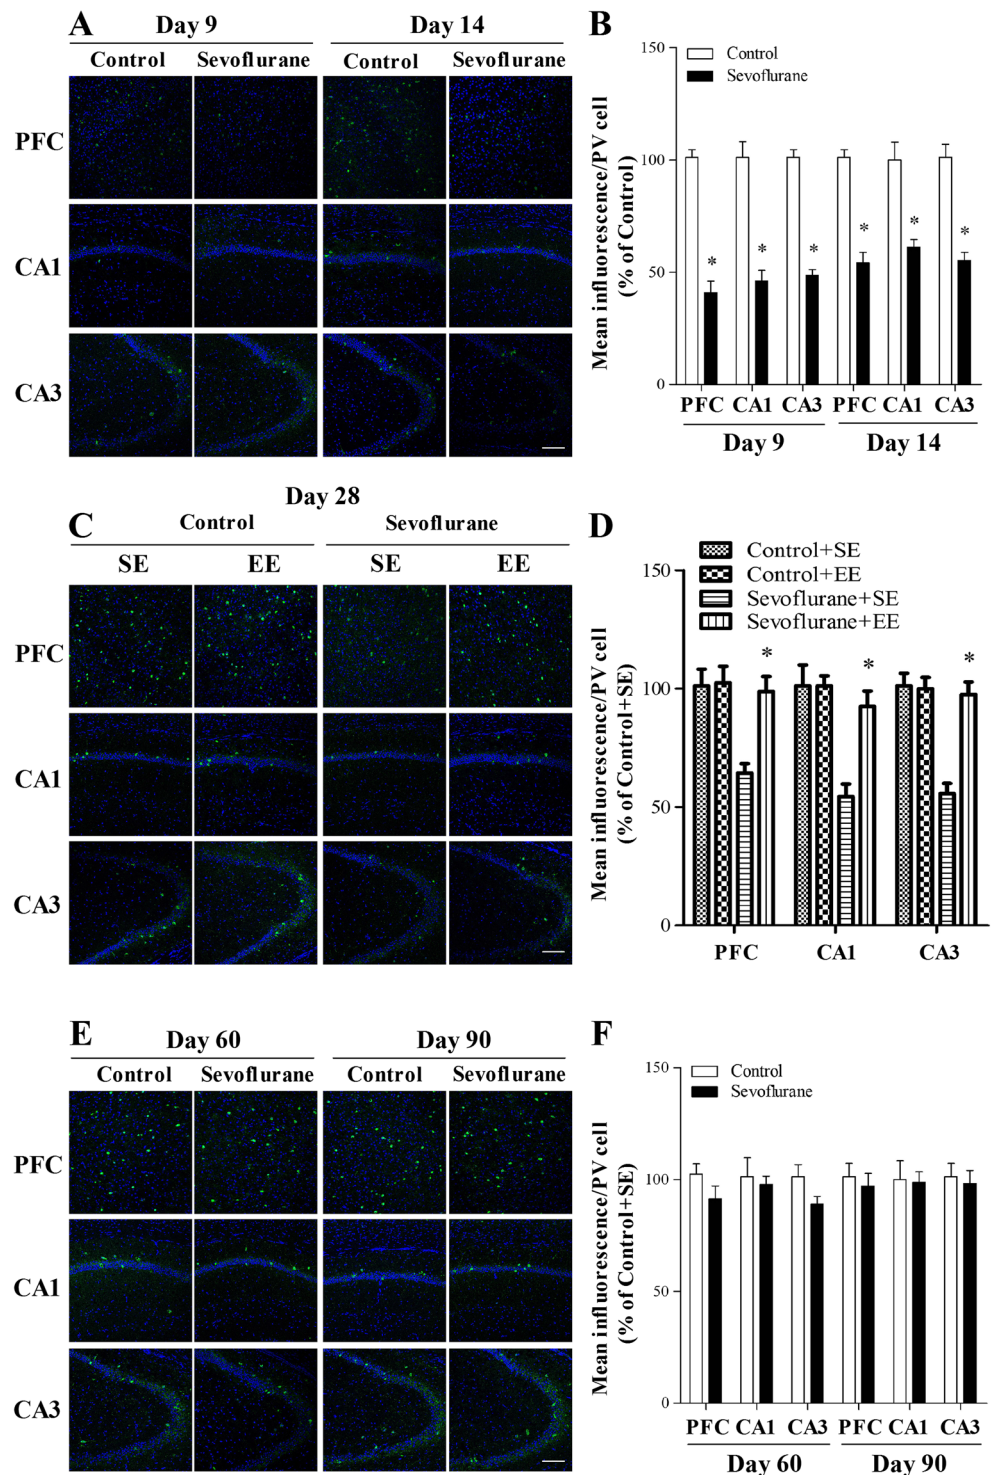 A
Day 9
Day 14
Control
Sevoflurane
Control
Sevoflurane
PFC
CA1
CA3
B
150
100
50
0
Mean influorescence/PV cell
(% of Control)
Control
Sevoflurane
*
*
*
*
*
*
PFC
CA1
CA3
PFC
CA1
CA3
Day 9
Day 14
C
Day 28
Control
Sevoflurane
SE
EE
SE
EE
PFC
CA1
CA3
D
Control+SE
Control+EE
Sevoflurane+SE
Sevoflurane+EE
150
100
50
0
Mean influorescence/PV cell
(% of Control+SE)
*
*
*
PFC
CA1
CA3
E
Day 60
Day 90
Control
Sevoflurane
Control
Sevoflurane
PFC
CA1
CA3
F
150
100
50
0
Mean influorescence/PV cell
(% of Control+SE)
Control
Sevoflurane
PFC
CA1
CA3
PFC
CA1
CA3
Day 60
Day 90